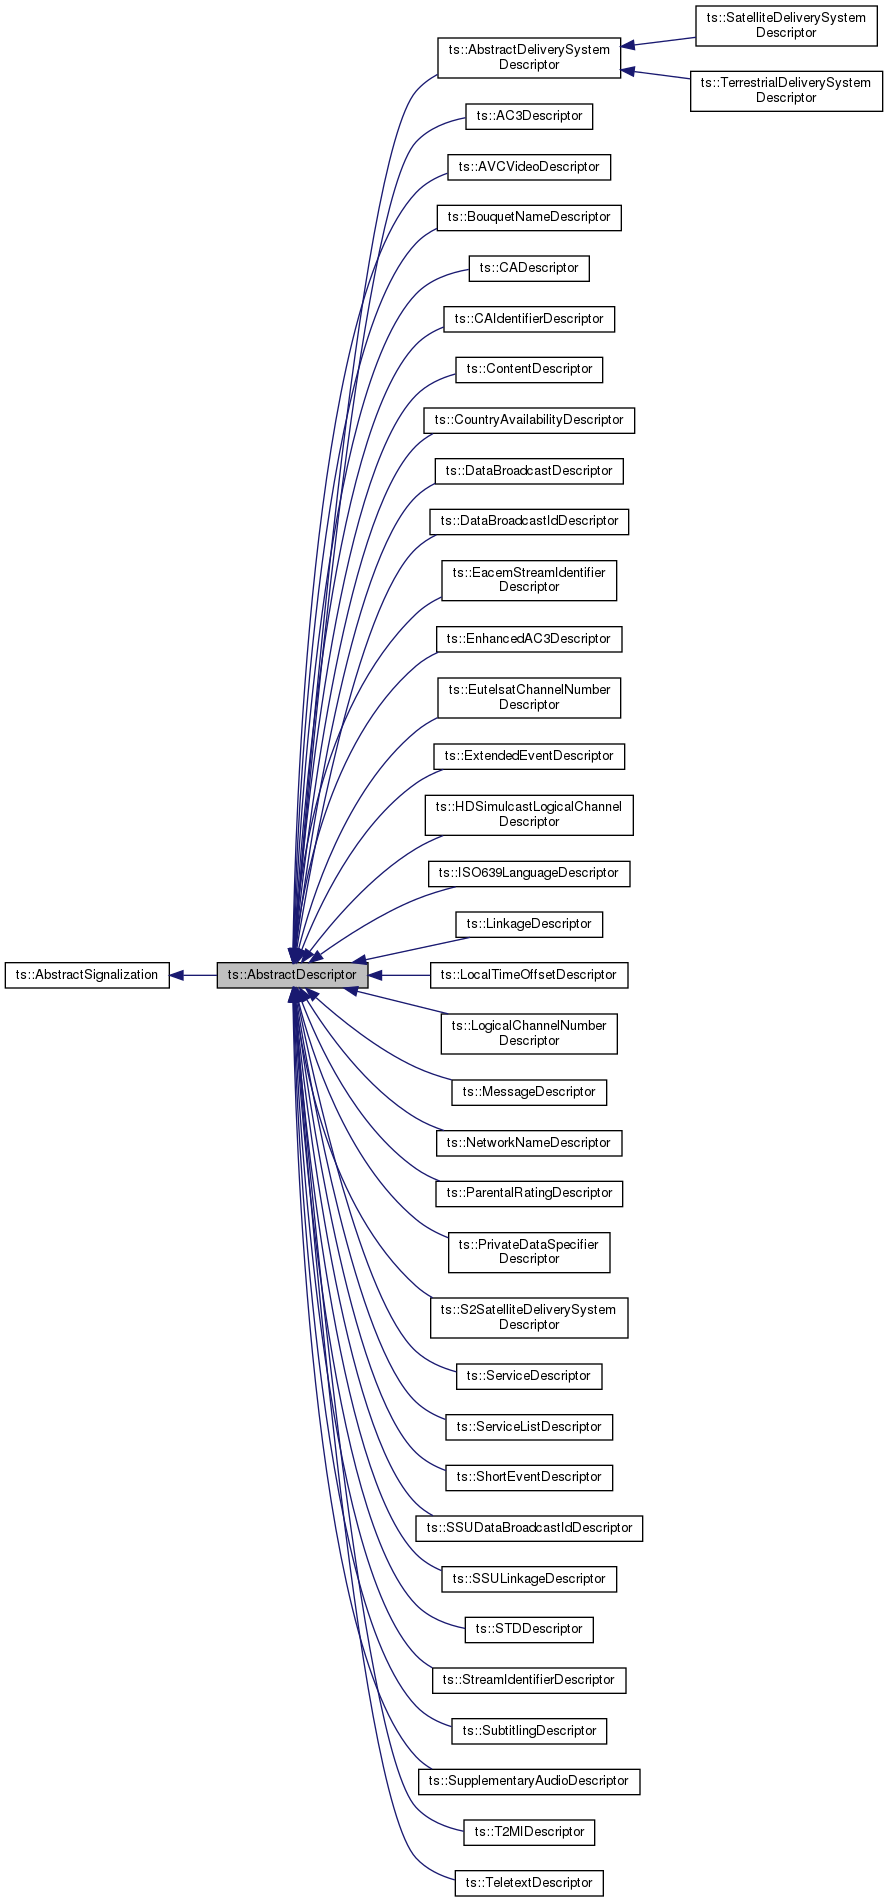 ts::SatelliteDeliverySystem
Descriptor
ts::AbstractDeliverySystem
Descriptor
ts::TerrestrialDeliverySystem
Descriptor
ts::AC3Descriptor
ts::AVCVideoDescriptor
ts::BouquetNameDescriptor
ts::CADescriptor
ts::CAIdentifierDescriptor
ts::ContentDescriptor
ts::CountryAvailabilityDescriptor
ts::DataBroadcastDescriptor
ts::DataBroadcastIdDescriptor
ts::EacemStreamIdentifier
Descriptor
ts::EnhancedAC3Descriptor
ts::EutelsatChannelNumber
Descriptor
ts::ExtendedEventDescriptor
ts::HDSimulcastLogicalChannel
Descriptor
ts::ISO639LanguageDescriptor
ts::LinkageDescriptor
ts::AbstractSignalization
ts::AbstractDescriptor
ts::LocalTimeOffsetDescriptor
ts::LogicalChannelNumber
Descriptor
ts::MessageDescriptor
ts::NetworkNameDescriptor
ts::ParentalRatingDescriptor
ts::PrivateDataSpecifier
Descriptor
ts::S2SatelliteDeliverySystem
Descriptor
ts::ServiceDescriptor
ts::ServiceListDescriptor
ts::ShortEventDescriptor
ts::SSUDataBroadcastIdDescriptor
ts::SSULinkageDescriptor
ts::STDDescriptor
ts::StreamIdentifierDescriptor
ts::SubtitlingDescriptor
ts::SupplementaryAudioDescriptor
ts::T2MIDescriptor
ts::TeletextDescriptor